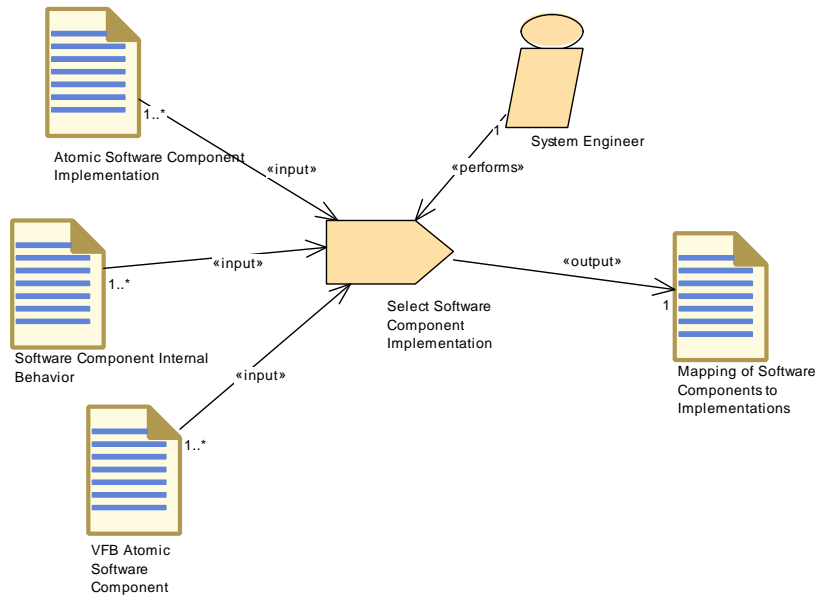 1..*
Atomic Software Component
Implementation
«input»
1
System Engineer
«performs»
«input»
1..*
Software Component Internal
Behavior
Select Software
Component
Implementation
«output»
1
Mapping of Software
Components to
Implementations
«input»
1..*
VFB Atomic
Software
Component